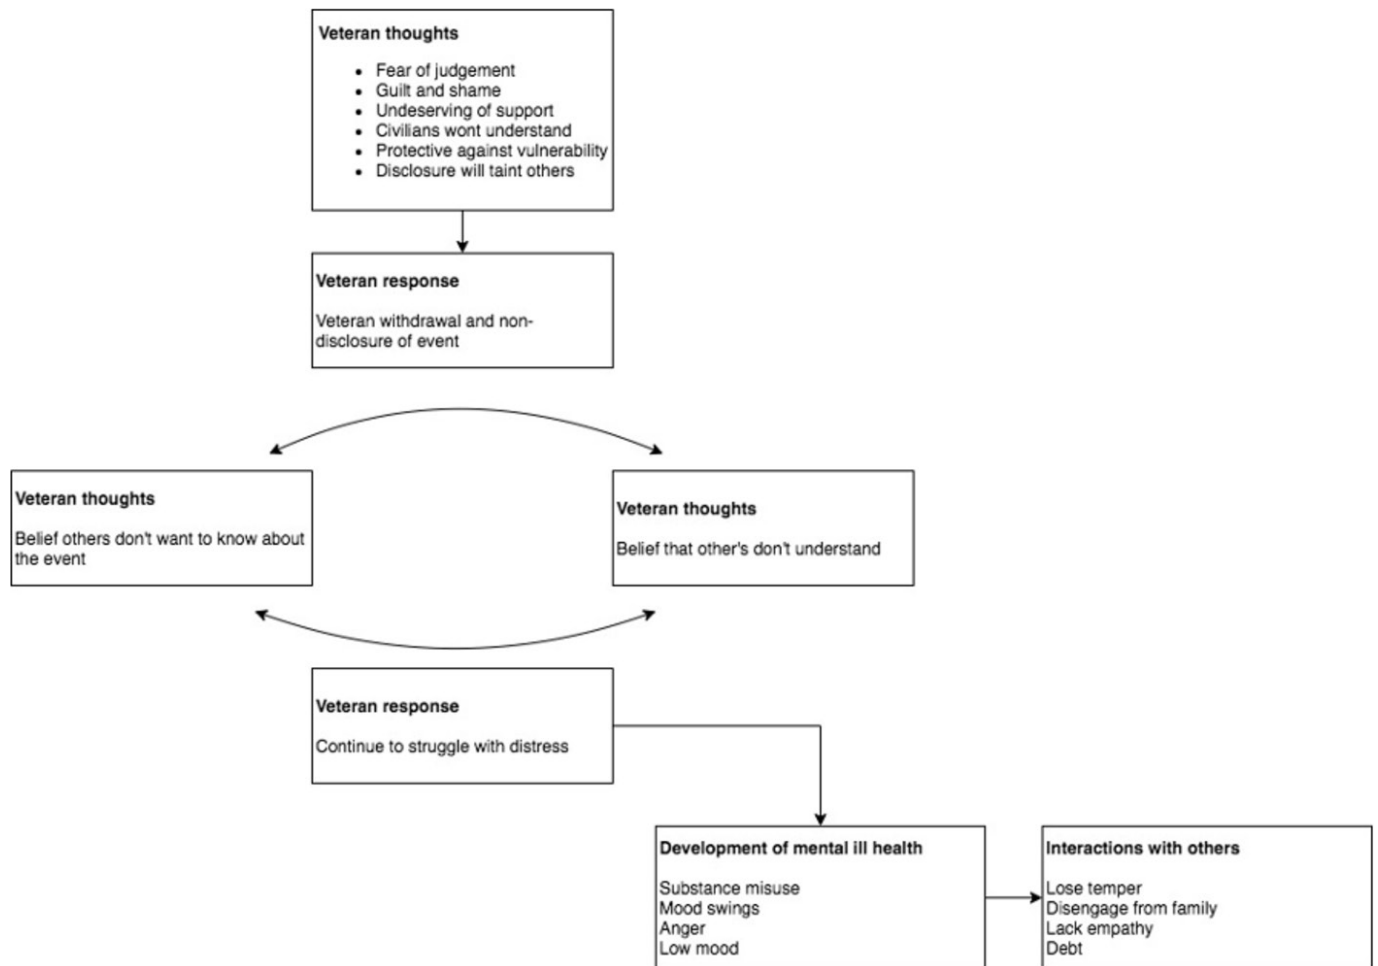 Veteran thoughts
• Fear of judgement
• Guilt and shame
• Undeserving of support
• Civilians wont understand
• Protective against vulnerability
• Disclosure will taint others
Veteran response
Veteran withdrawal and non-
disclosure of event
Veteran thoughts
Belief others don't want to know about
the event
Veteran thoughts
Belief that other's don't understand
Veteran response
Continue to struggle with distress
Development of mental ill health
Substance misuse
Mood swings
Anger
Low mood
Interactions with others
Lose temper
Disengage from family
Lack empathy
Debt